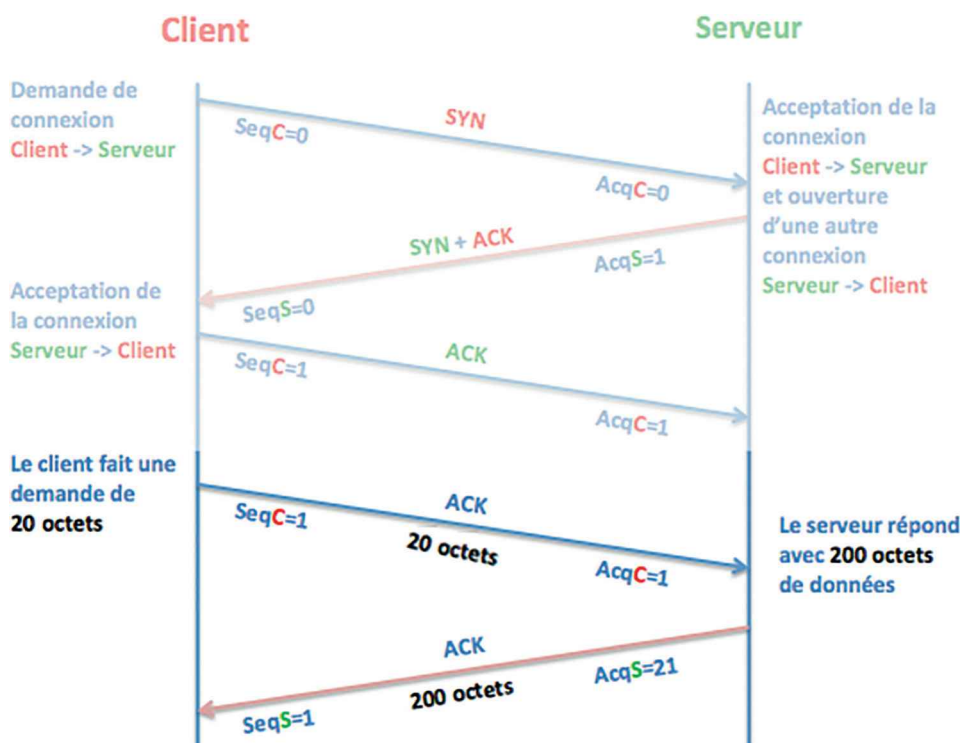 Client
Serveur
Demande de
connexion
Client -> Serveur
SYN
SeqC=0
AcqC=0
Acceptation de la
connexion
Client -> Serveur
et ouverture
d'une autre
connexion
Serveur -> Client
SYN + ACK
AcqS=1
SeqS=0
Acceptation de
la connexion
Serveur -> Client
ACK
SeqC=1
AcqC=1
Le client fait une
demande de
20 octets
ACK
SeqC=1
20 octets
AcqC=1
Le serveur répond
avec 200 octets
de données
ACK
AcqS=21
200 octets
SeqS=1